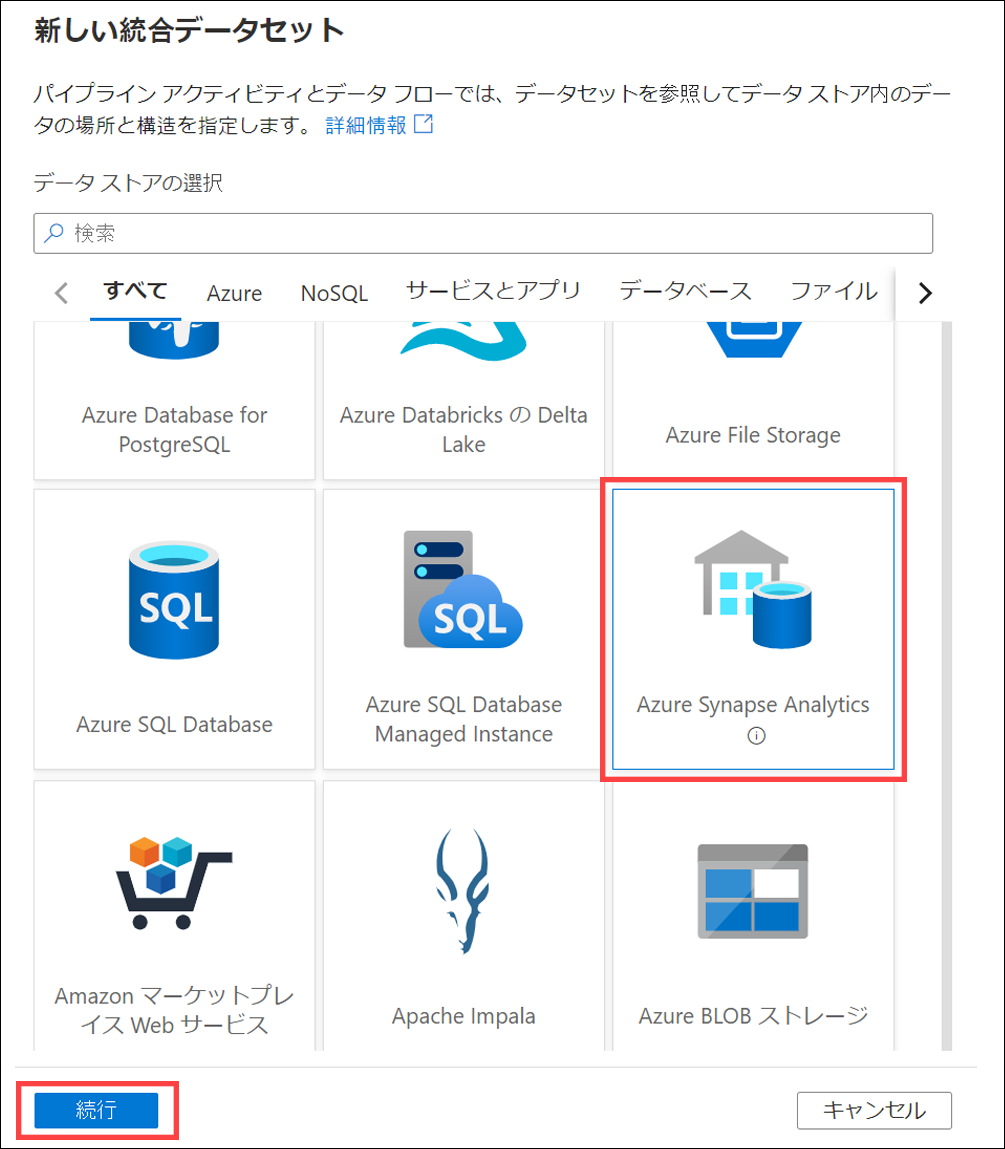 新しい統合データセット
パイプライン アクティビティとデータ フローでは、データセットを参照してデータ ストア内のデー
タの場所と構造を指定します。 詳細情報
データ ストアの選択
検索
すべて Azure NoSQL サービスとアプリ データベース ファイル
Azure Database for
PostgreSQL
Azure Databricks の Delta
Lake
Azure File Storage
SQL
Azure SQL Database
SQL
Azure SQL Database
Managed Instance
Azure Synapse Analytics
Amazon マーケットプレ
イス Web サービス
Apache Impala
Azure BLOB ストレージ
続行
キャンセル